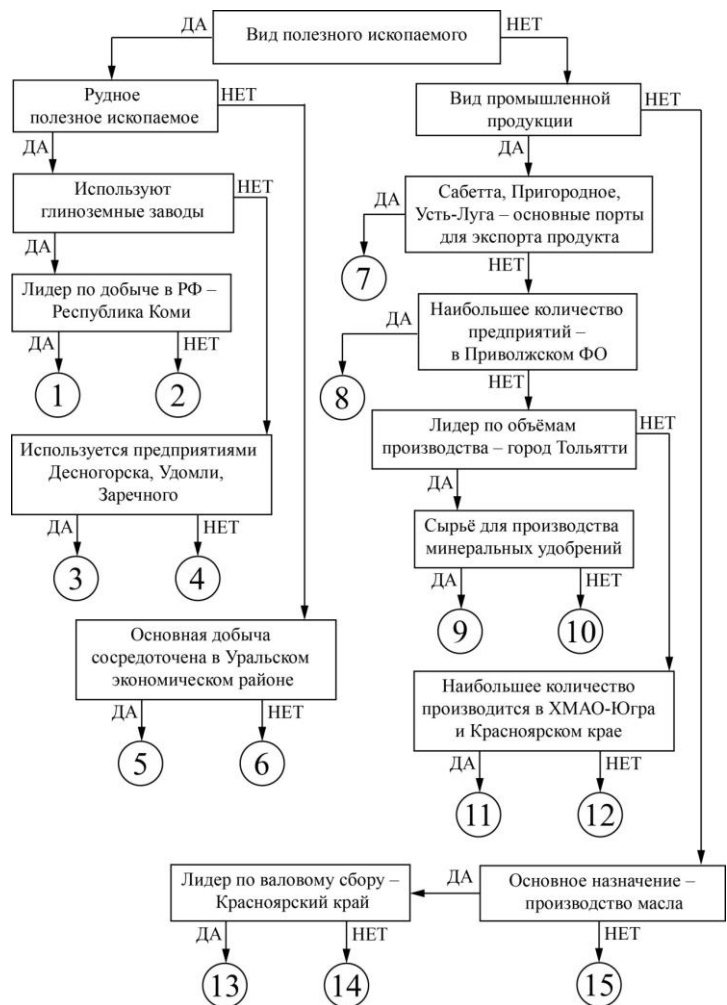 ДА
Вид полезного ископаемого
НЕТ
Рудное
полезное ископаемое
НЕТ
Вид промышленной
продукции
НЕТ
ДА
ДА
Используют
глиноземные заводы
НЕТ
ДА
Сабетта, Пригородное,
Усть-Луга – основные порты
для экспорта продукта
ДА
7
НЕТ
Лидер по добыче в РФ –
Республика Коми
ДА
НЕТ
1
2
ДА
Наибольшее количество
предприятий –
в Приволжском ФО
8
НЕТ
Лидер по объёмам
производства – город Тольятти
НЕТ
Используется предприятиями
Десногорска, Удомли,
Заречного
ДА
НЕТ
3
4
ДА
Сырьё для производства
минеральных удобрений
ДА
НЕТ
9
10
Основная добыча
сосредоточена в Уральском
экономическом районе
ДА
НЕТ
5
6
Наибольшее количество
производится в ХМАО-Югра
и Красноярском крае
ДА
НЕТ
11
12
Лидер по валовому сбору –
Красноярский край
ДА
Основное назначение –
производство масла
ДА
НЕТ
НЕТ
13
14
15